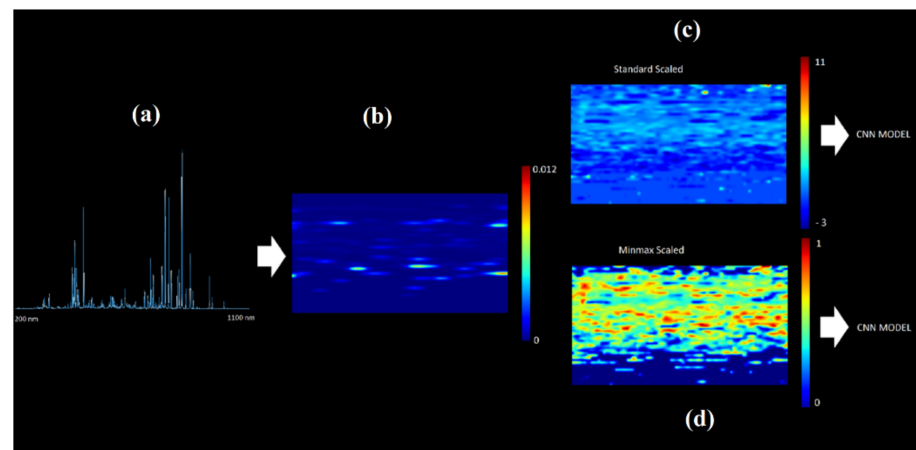 (a)
200 nm
1100 nm
(b)
0.012
0
(c)
Standard Scaled
11
- 3
CNN MODEL
Minmax Scaled
1
0
CNN MODEL
(d)